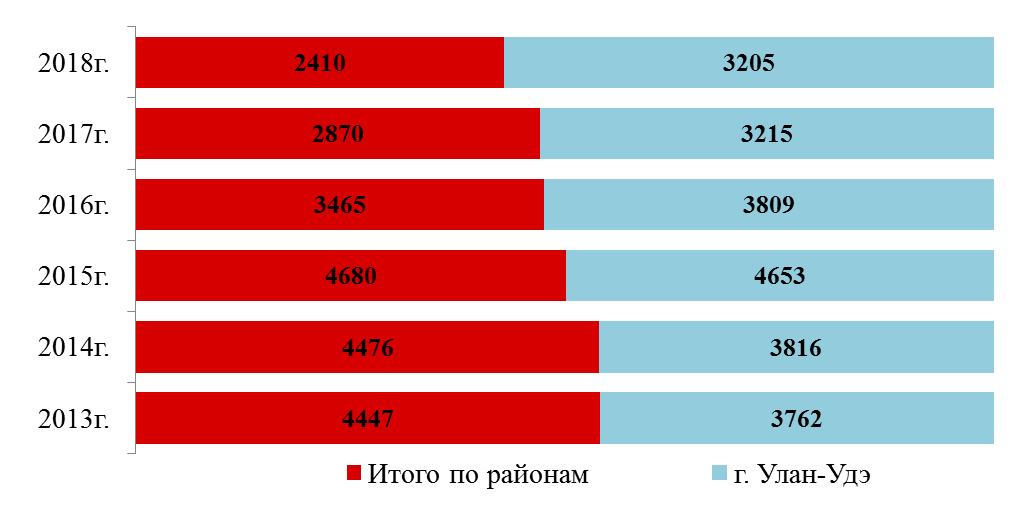 2018г. 2410 3205
2017г. 2870 3215
2016г. 3465 3809
2015г. 4680 4653
2014г. 4476 3816
2013г. 4447 3762
Итого по районам г. Улан-Удэ